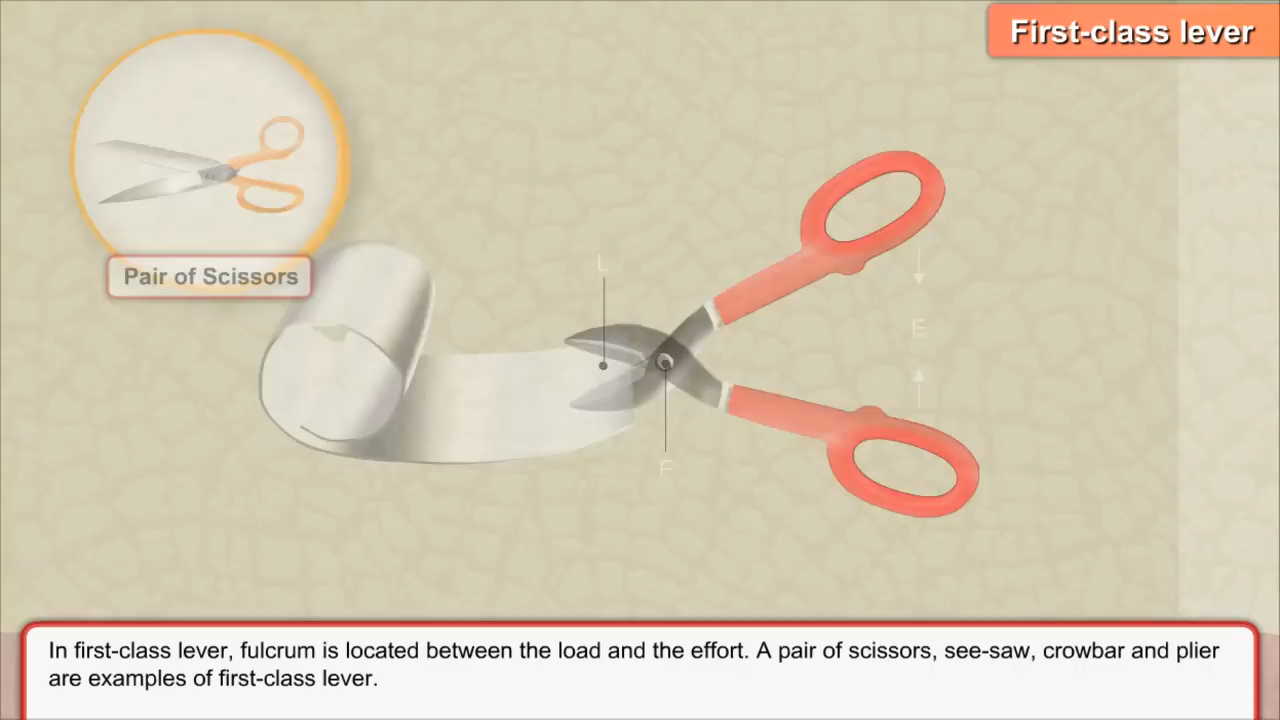 First-class lever
Pair of Scissors
L
E
F
In first-class lever, fulcrum is located between the load and the effort. A pair of scissors, see-saw, crowbar and plier
are examples of first-class lever.